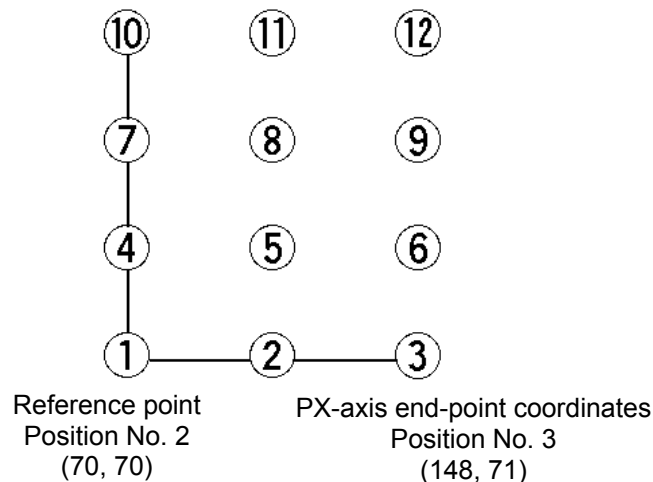 10 11 12
7 8 9
4 5 6
1 2 3
Reference point
Position No. 2
(70, 70)
PX-axis end-point coordinates
Position No. 3
(148, 71)